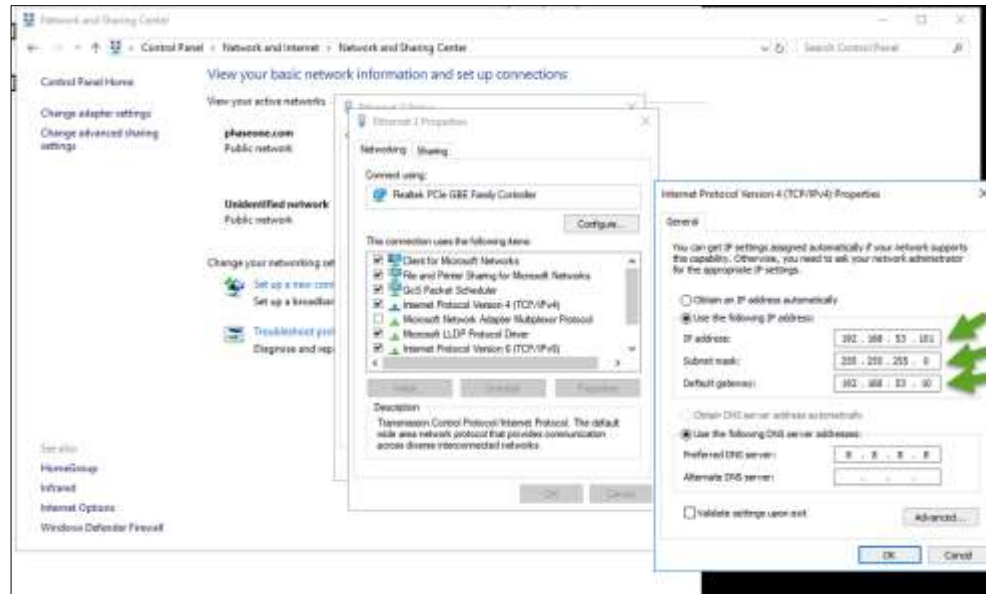 Network and Sharing Center
Control Panel > Network and Internet > Network and Sharing Center
Search Control Panel
Control Panel Home
Change adapter settings
Change advanced sharing
settings
View your basic network information and set up connections
View your active networks
phaseone.com
Public network
Unidentified network
Public network
Change your networking set
Set up a new conn
Set up a broadban
Troubleshoot prob
Diagnose and rep
See also
HomeGroup
Infrared
Internet Options
Windows Defender Firewall
Ethernet 2 Status
Ethernet 2 Properties
Networking
Sharing
Connect using:
Realtek PCIe GBE Family Controller
Configure...
This connection uses the following items:
Client for Microsoft Networks
File and Printer Sharing for Microsoft Networks
QoS Packet Scheduler
Internet Protocol Version 4 (TCP/IPv4)
Microsoft Network Adapter Multiplexor Protocol
Microsoft LLDP Protocol Driver
Internet Protocol Version 6 (TCP/IPv6)
Install...
Uninstall
Properties
Description
Transmission Control Protocol/Internet Protocol. The default
wide area network protocol that provides communication
across diverse interconnected networks.
OK
Cancel
Internet Protocol Version 4 (TCP/IPv4) Properties
General
You can get IP settings assigned automatically if your network supports
this capability. Otherwise, you need to ask your network administrator
for the appropriate IP settings.
Obtain an IP address automatically
Use the following IP address:
IP address: 192 . 168 . 53 . 101
Subnet mask: 255 . 255 . 255 . 0
Default gateway: 192 . 168 . 53 . 10
Obtain DNS server address automatically
Use the following DNS server addresses:
Preferred DNS server: 8 . 8 . 8 . 8
Alternate DNS server: . . .
Validate settings upon exit
Advanced...
OK
Cancel